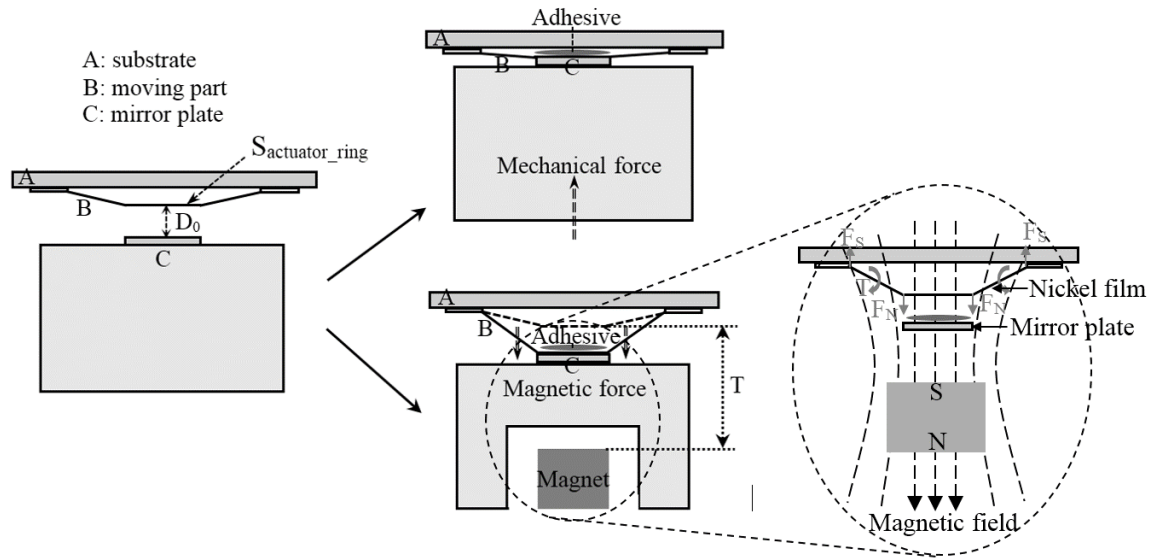 A: substrate
B: moving part
C: mirror plate
A
S actuator_ring
B
D0
C
Adhesive
A
B
C
Mechanical force
A
B
Adhesive
C
Magnetic force
T
Magnet
FS
FS
T
Nickel film
FN
FN
Mirror plate
S
N
Magnetic field